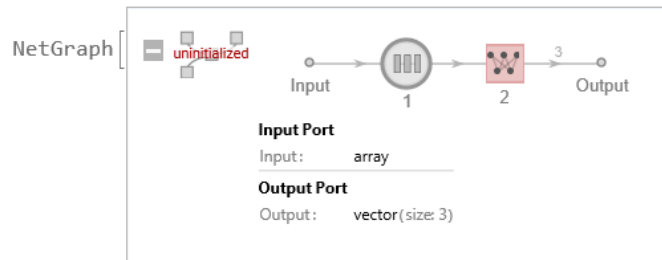 NetGraph[
uninitialized
3
Input
Output
1
2
Input Port
Input: array
Output Port
Output: vector (size: 3)